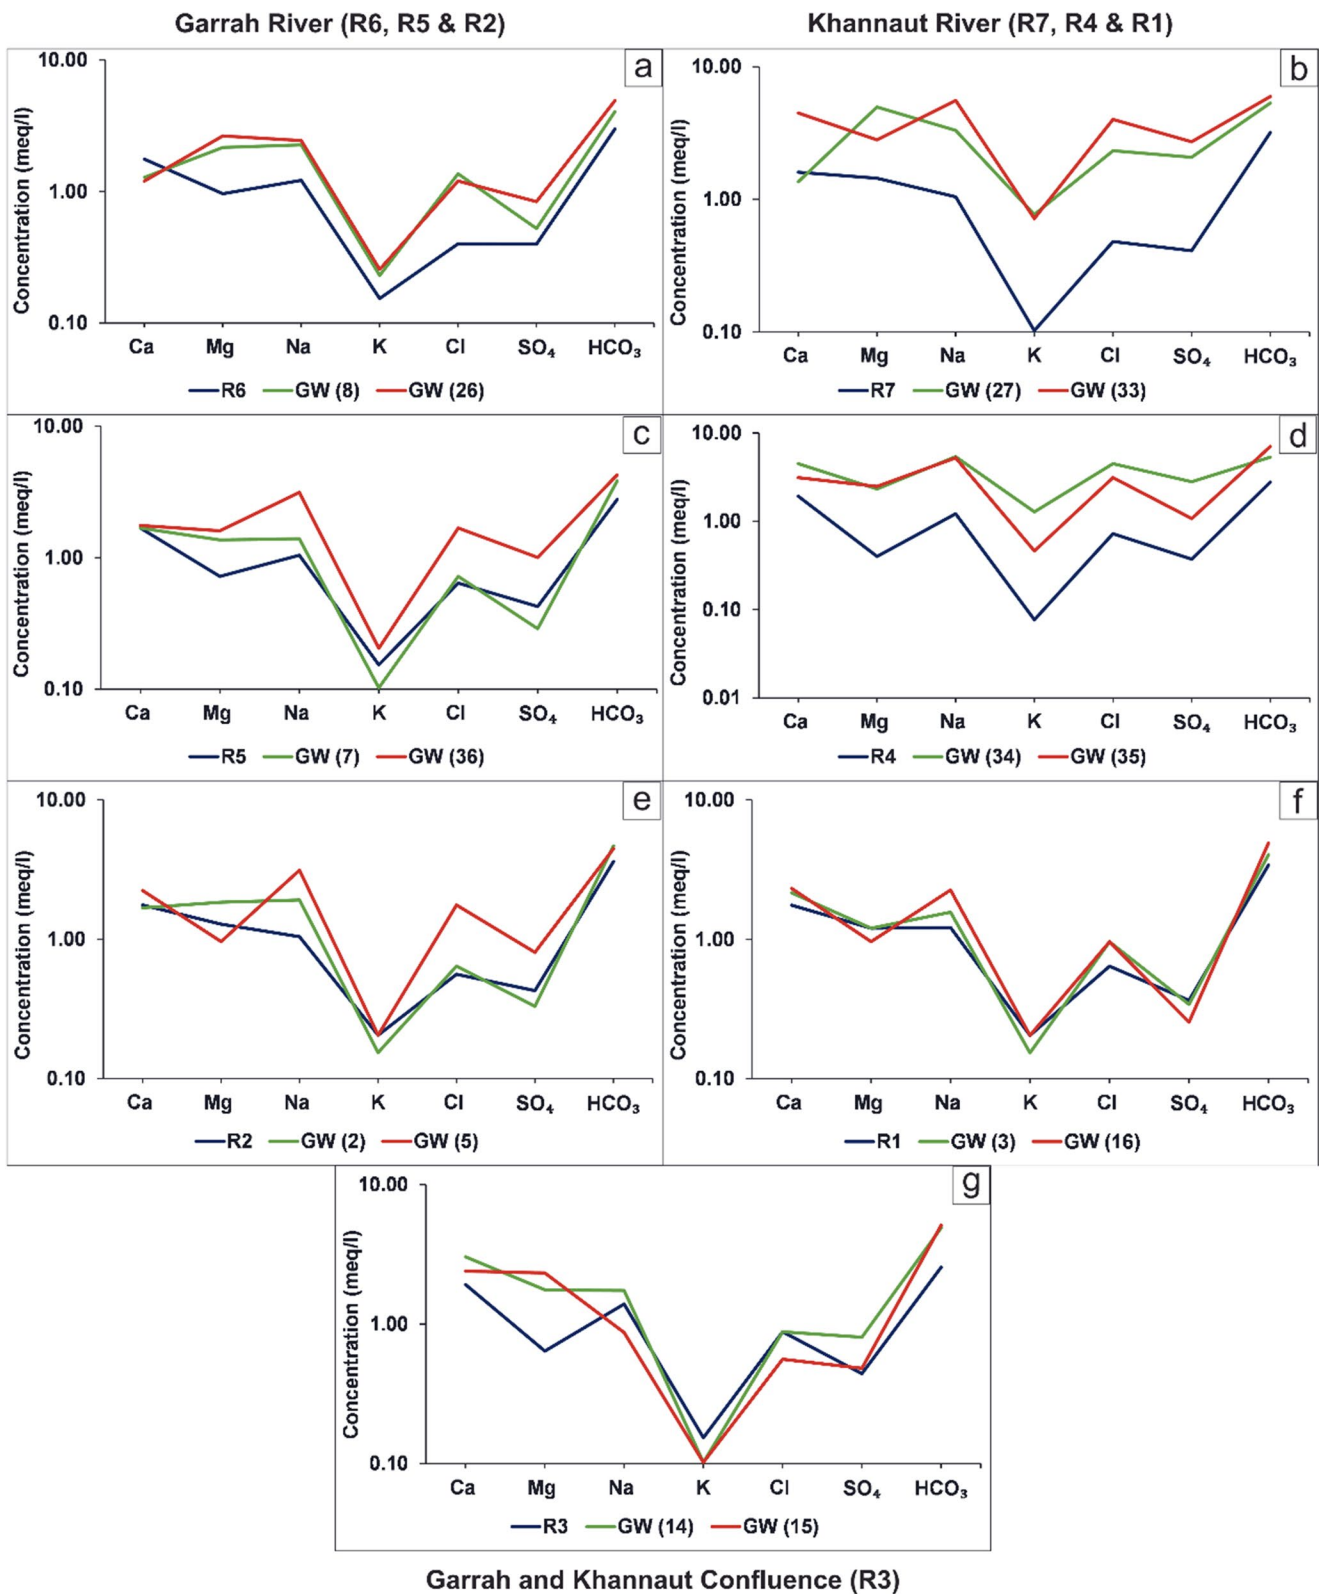 Garrah River (R6, R5 & R2)
Khannaut River (R7, R4 & R1)
a
Concentration (meq/l)
10.00
1.00
0.10
Ca Mg Na K Cl SO₄ HCO₃
R6 GW (8) GW (26)
b
Concentration (meq/l)
10.00
1.00
0.10
Ca Mg Na K Cl SO₄ HCO₃
R7 GW (27) GW (33)
c
Concentration (meq/l)
10.00
1.00
0.10
Ca Mg Na K Cl SO₄ HCO₃
R5 GW (7) GW (36)
d
Concentration (meq/l)
10.00
1.00
0.10
0.01
Ca Mg Na K Cl SO₄ HCO₃
R4 GW (34) GW (35)
e
Concentration (meq/l)
10.00
1.00
0.10
Ca Mg Na K Cl SO₄ HCO₃
R2 GW (2) GW (5)
f
Concentration (meq/l)
10.00
1.00
0.10
Ca Mg Na K Cl SO₄ HCO₃
R1 GW (3) GW (16)
g
Concentration (meq/l)
10.00
1.00
0.10
Ca Mg Na K Cl SO₄ HCO₃
R3 GW (14) GW (15)
Garrah and Khannaut Confluence (R3)